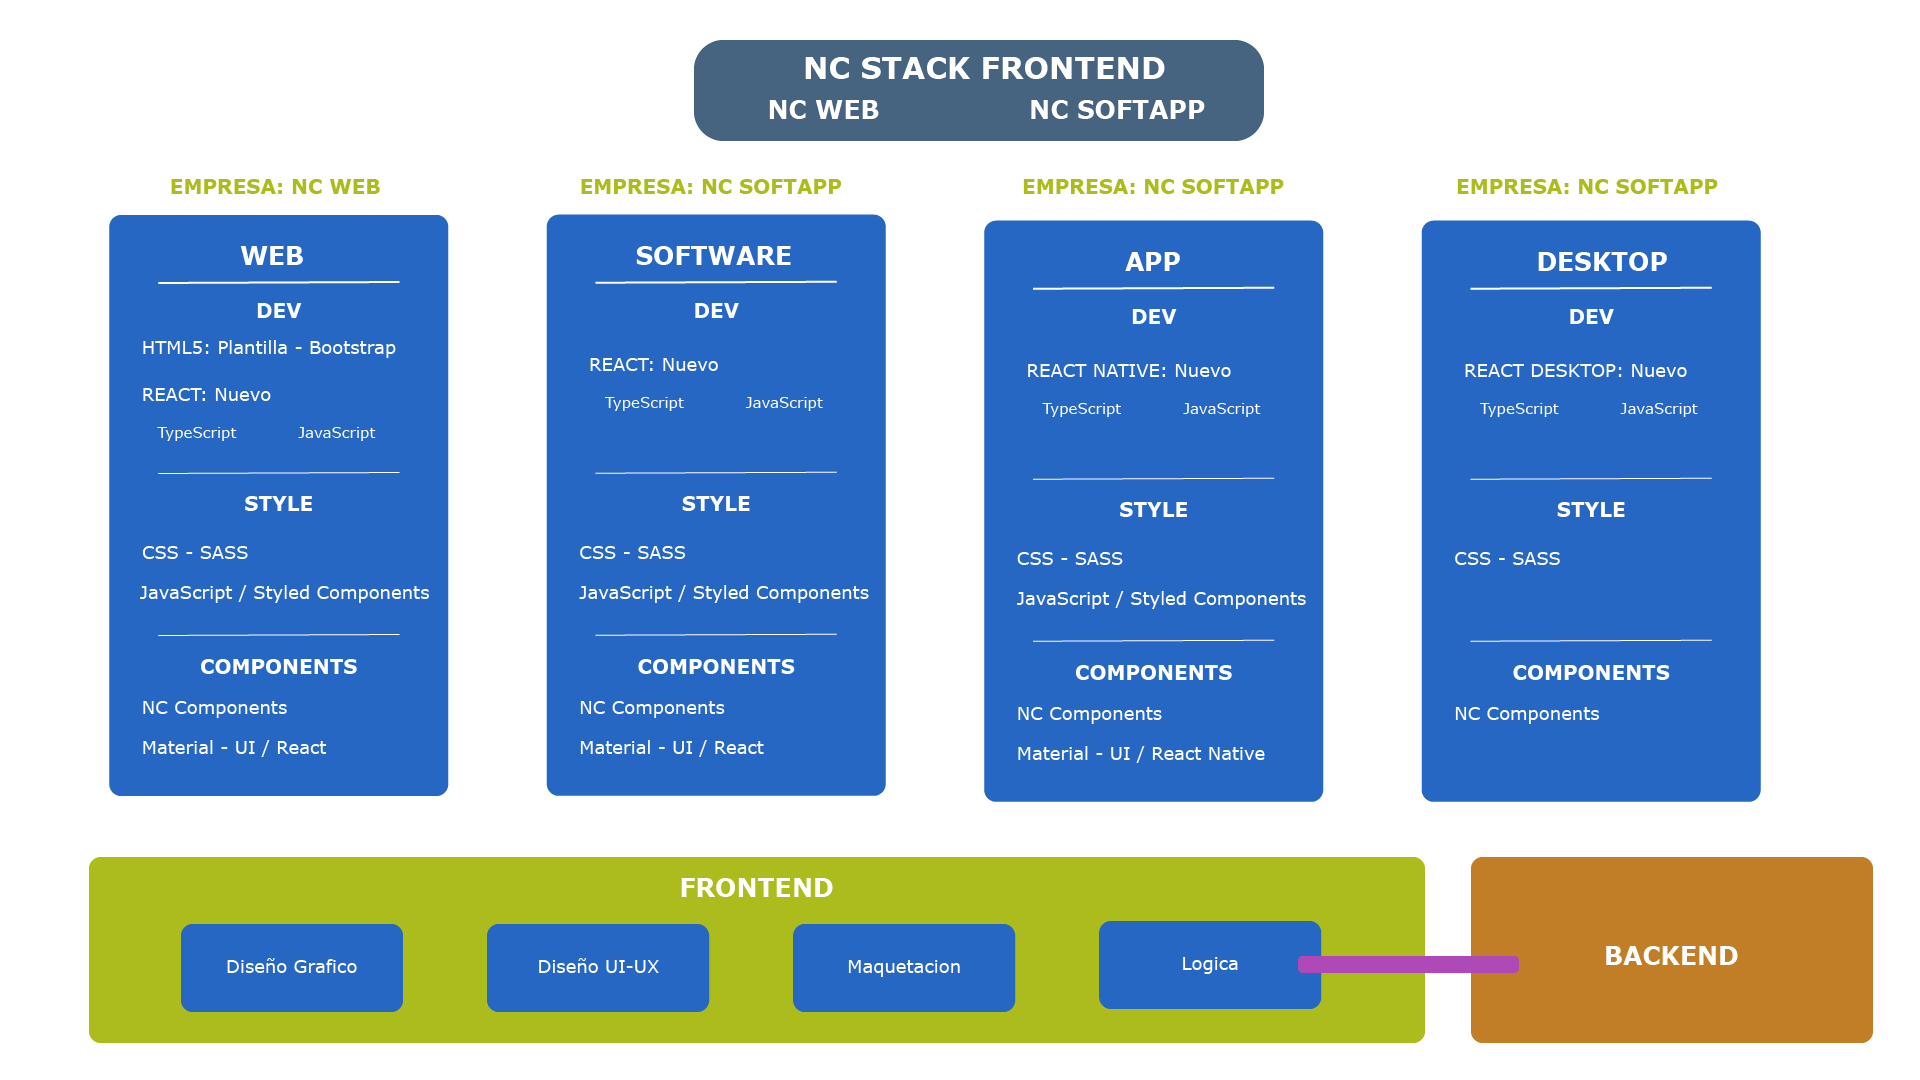 NC STACK FRONTEND
NC WEB NC SOFTAPP
EMPRESA: NC WEB
WEB
DEV
HTML5: Plantilla - Bootstrap
REACT: Nuevo
TypeScript JavaScript
STYLE
CSS - SASS
JavaScript / Styled Components
COMPONENTS
NC Components
Material - UI / React
EMPRESA: NC SOFTAPP
SOFTWARE
DEV
REACT: Nuevo
TypeScript JavaScript
STYLE
CSS - SASS
JavaScript / Styled Components
COMPONENTS
NC Components
Material - UI / React
EMPRESA: NC SOFTAPP
APP
DEV
REACT NATIVE: Nuevo
TypeScript JavaScript
STYLE
CSS - SASS
JavaScript / Styled Components
COMPONENTS
NC Components
Material - UI / React Native
EMPRESA: NC SOFTAPP
DESKTOP
DEV
REACT DESKTOP: Nuevo
TypeScript JavaScript
STYLE
CSS - SASS
COMPONENTS
NC Components
FRONTEND
Diseño Grafico
Diseño UI-UX
Maquetacion
Logica
BACKEND